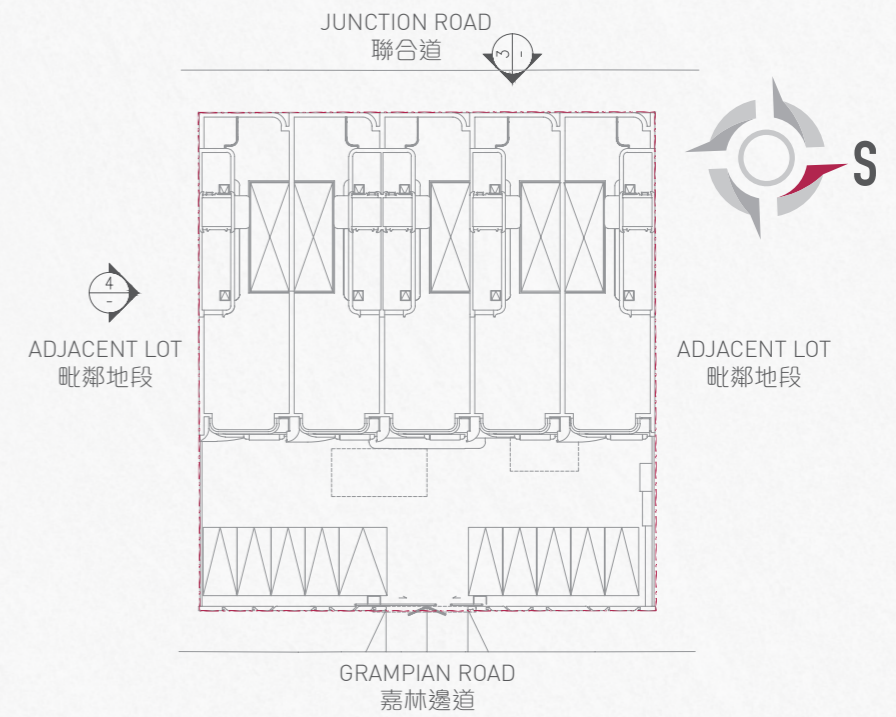 JUNCTION ROAD
聯合道
3
-
S
4
-
ADJACENT LOT
毗鄰地段
ADJACENT LOT
毗鄰地段
GRAMPIAN ROAD
嘉林邊道